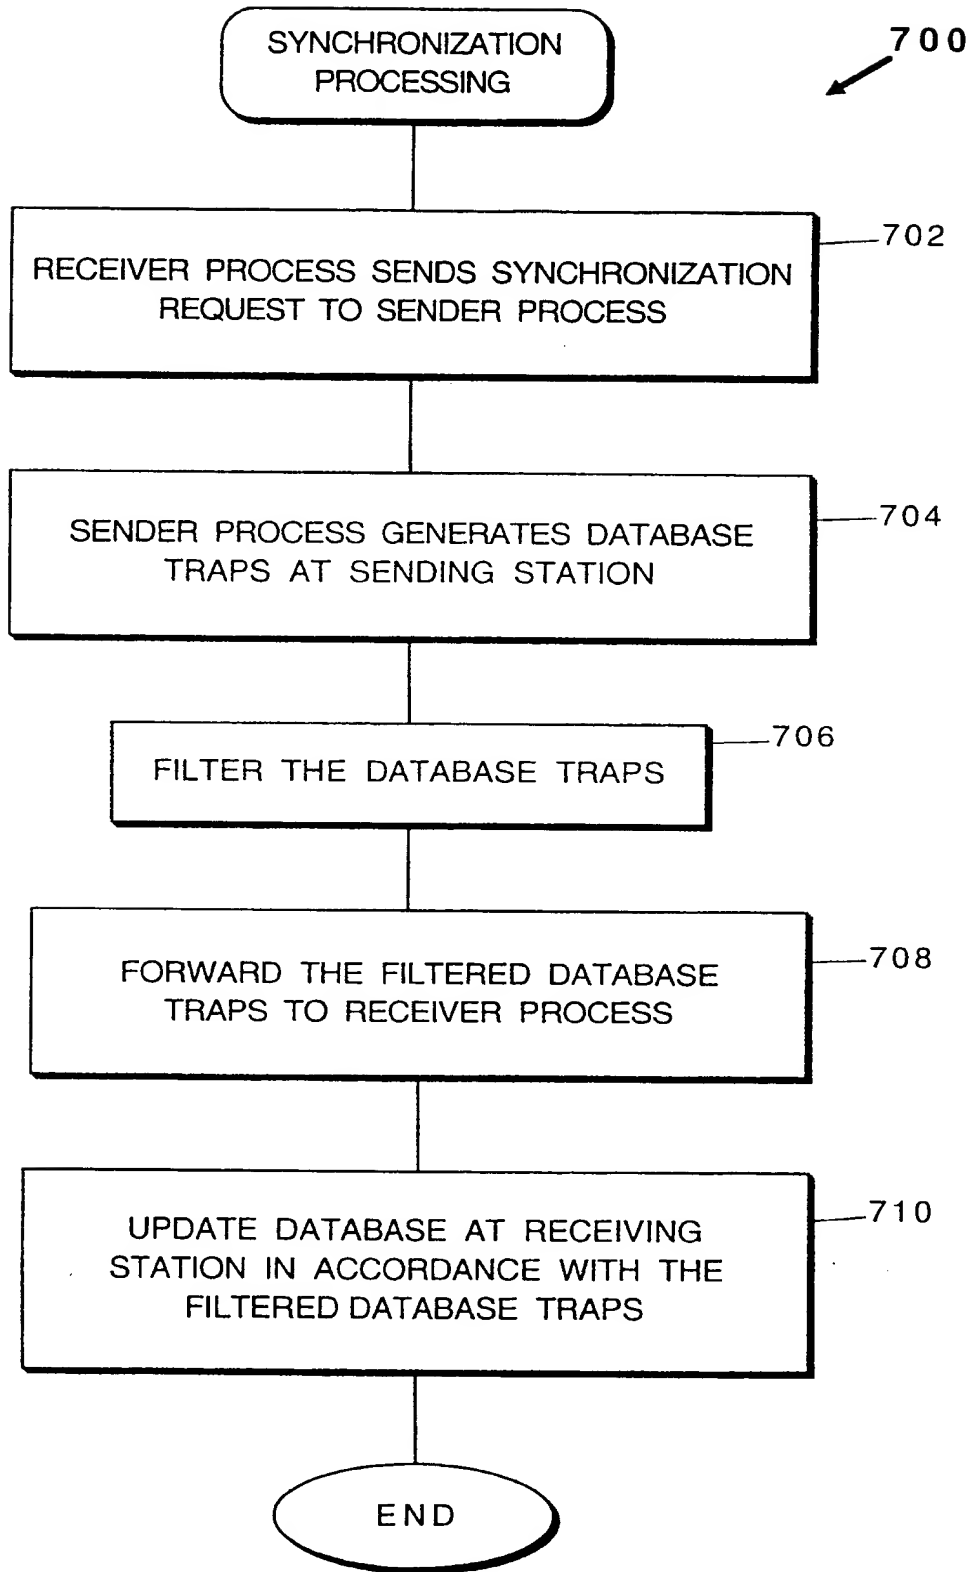 SYNCHRONIZATION
PROCESSING
700
RECEIVER PROCESS SENDS SYNCHRONIZATION
REQUEST TO SENDER PROCESS
702
SENDER PROCESS GENERATES DATABASE
TRAPS AT SENDING STATION
704
FILTER THE DATABASE TRAPS
706
FORWARD THE FILTERED DATABASE
TRAPS TO RECEIVER PROCESS
708
UPDATE DATABASE AT RECEIVING
STATION IN ACCORDANCE WITH THE
FILTERED DATABASE TRAPS
710
END